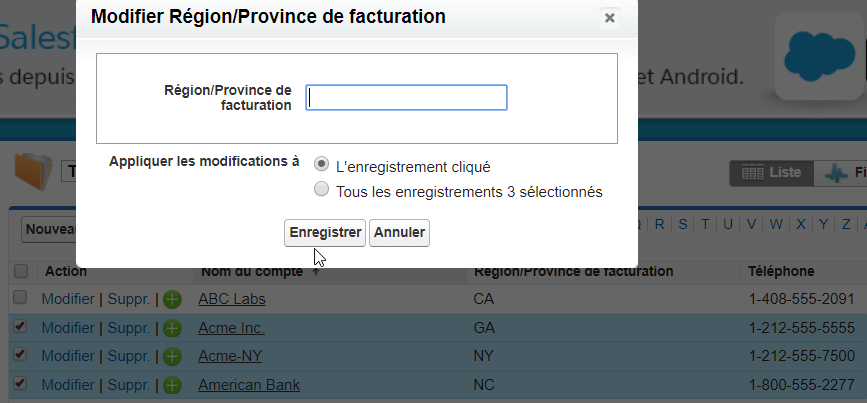 Modifier Région/Province de facturation
Salesf
s depuis
et Android.
Région/Province de
facturation
Appliquer les modifications à
L'enregistrement cliqué
Tous les enregistrements 3 sélectionnés
Enregistrer Annuler
T
Liste Fi
Nouveau
Q | R | S | T | U | V | W | X | Y | Z | A
Action Nom du compte Région/Province de facturation Téléphone
Modifier | Suppr. | ABC Labs CA 1-408-555-2091
Modifier | Suppr. | Acme Inc. GA 1-212-555-5555
Modifier | Suppr. | Acme-NY NY 1-212-555-7500
Modifier | Suppr. | American Bank NC 1-800-555-2277